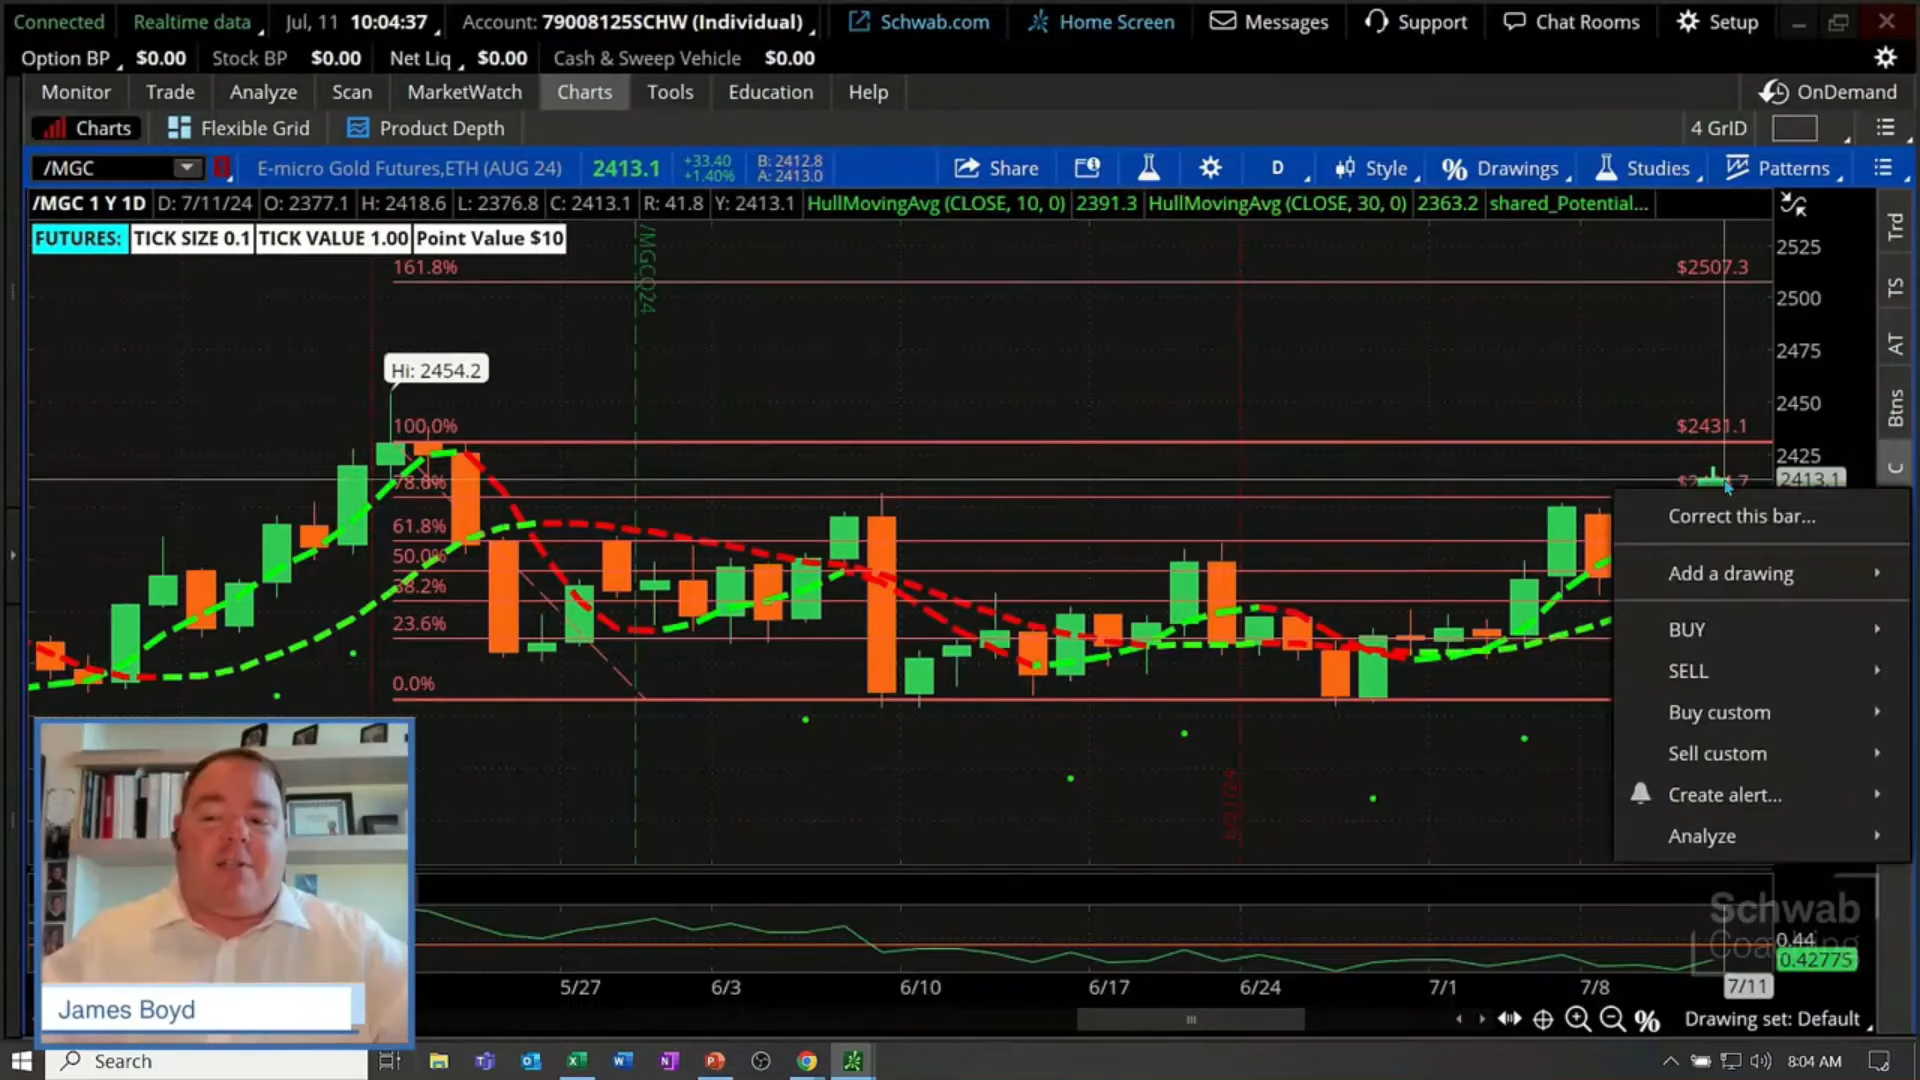 Connected Realtime data Jul, 11 10:04:37 Account: 79008125SCHW (Individual) Schwab.com Home Screen Messages Support Chat Rooms Setup
Option BP $0.00 Stock BP $0.00 Net Liq $0.00 Cash & Sweep Vehicle $0.00
Monitor Trade Analyze Scan MarketWatch Charts Tools Education Help OnDemand
Charts Flexible Grid Product Depth 4 GrID
/MGC E-micro Gold Futures,ETH (AUG 24) 2413.1 +33.40 +1.40% B: 2412.8 A: 2413.0 Share D Style Drawings Studies Patterns
/MGC 1 Y 1D D: 7/11/24 O: 2377.1 H: 2418.6 L: 2376.8 C: 2413.1 R: 41.8 Y: 2413.1 HullMovingAvg (CLOSE, 10, 0) 2391.3 HullMovingAvg (CLOSE, 30, 0) 2363.2 shared_Potential...
FUTURES: TICK SIZE 0.1 TICK VALUE 1.00 Point Value $10
/MGCQ24
161.8% $2507.3
Hi: 2454.2
100.0% $2431.1
78.6%
61.8%
50.0%
38.2%
23.6%
0.0%
2525
2500
2475
2450
2425
2413.1
Trd
TS
AT
Btns
C
Correct this bar...
Add a drawing
BUY
SELL
Buy custom
Sell custom
Create alert...
Analyze
Schwab
Coaching
0.44
0.42775
5/27 6/3 6/10 6/17 6/24 7/1 7/8 7/11
Drawing set: Default
James Boyd
Search 8:04 AM